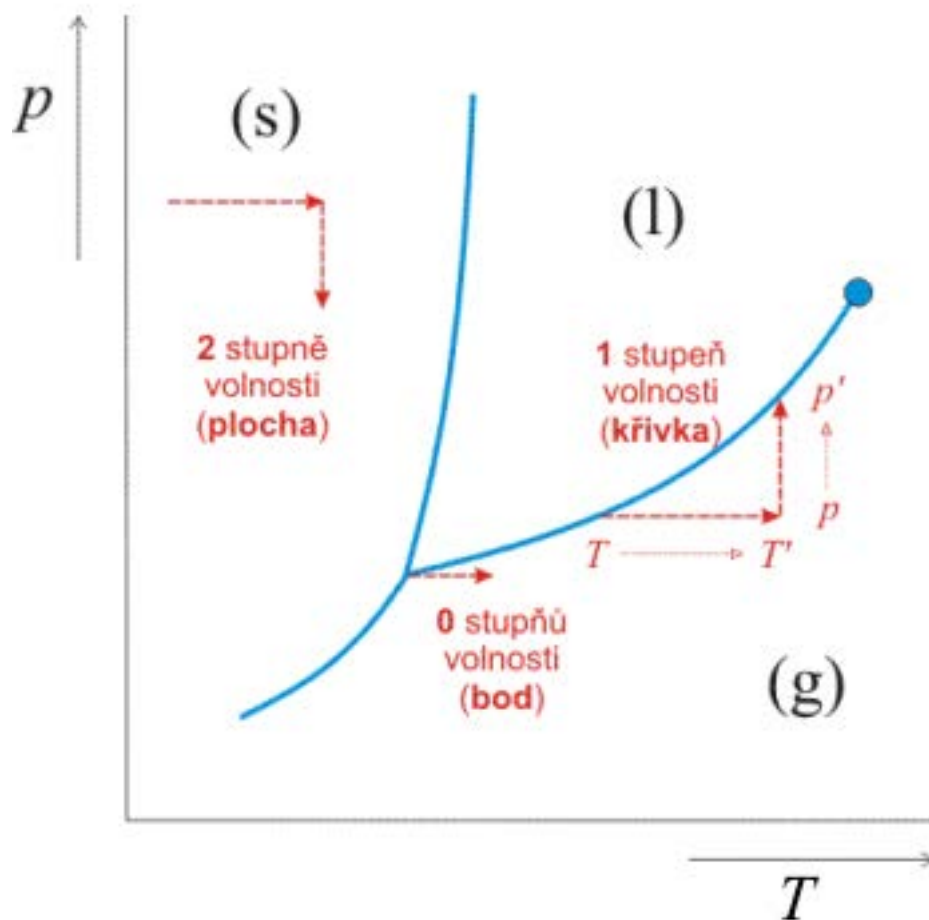 p
(s)
(l)
2 stupně
volnosti
(plocha)
1 stupeň
volnosti
(křivka)
p'
p
T
T'
0 stupňů
volnosti
(bod)
(g)
T